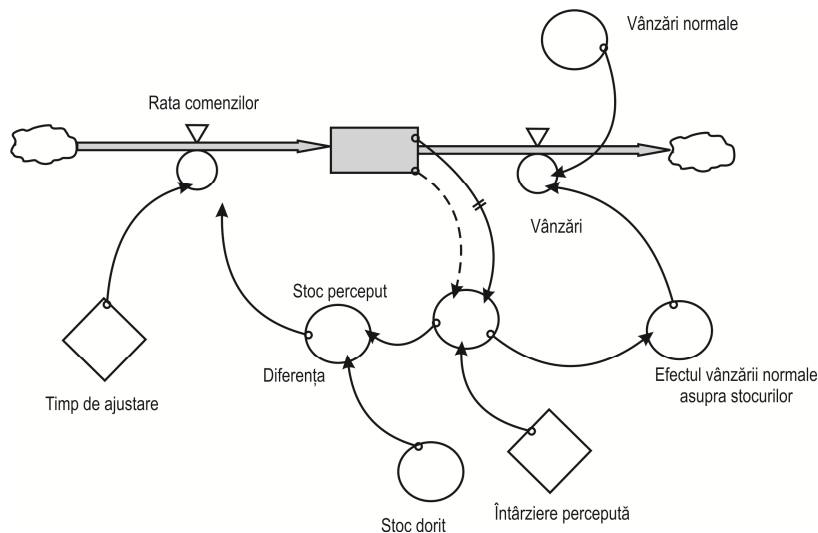 Vânzări normale
Rata comenzilor
Vânzări
Stoc perceput
Diferența
Efectul vânzării normale
asupra stocurilor
Timp de ajustare
Întârziere percepută
Stoc dorit